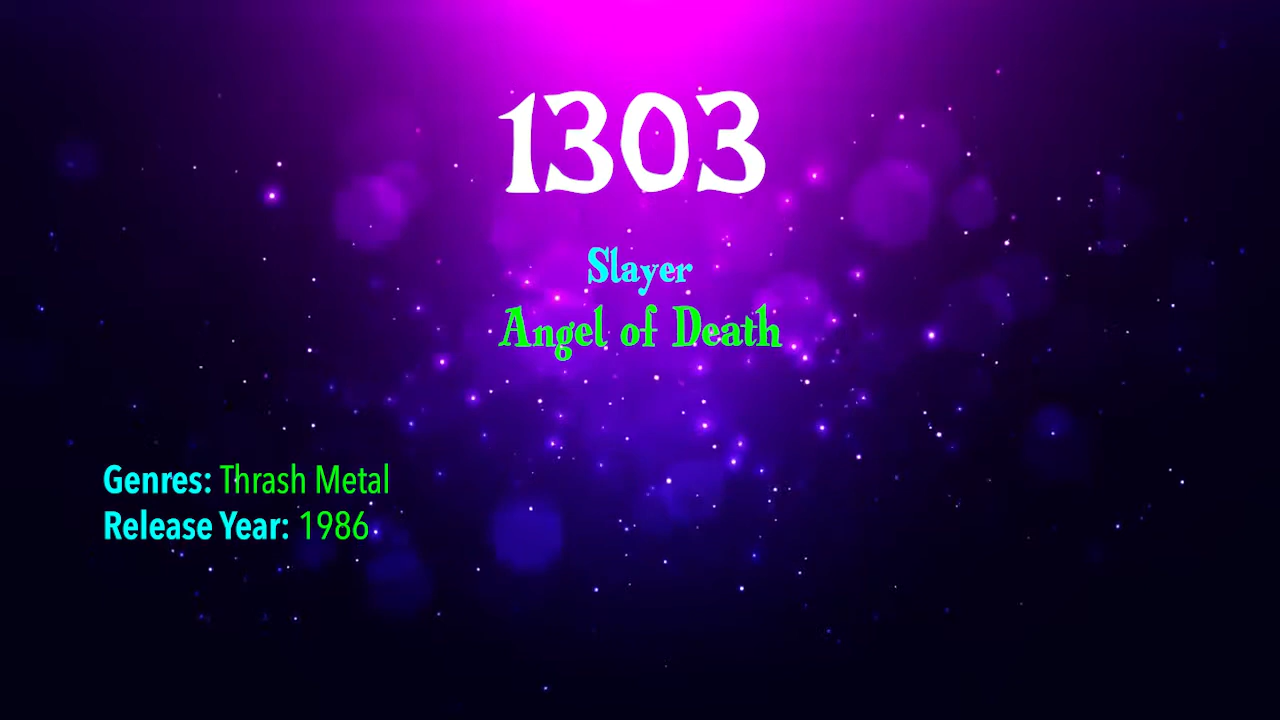 1303
Slayer
Angel of Death
Genres: Thrash Metal
Release Year: 1986